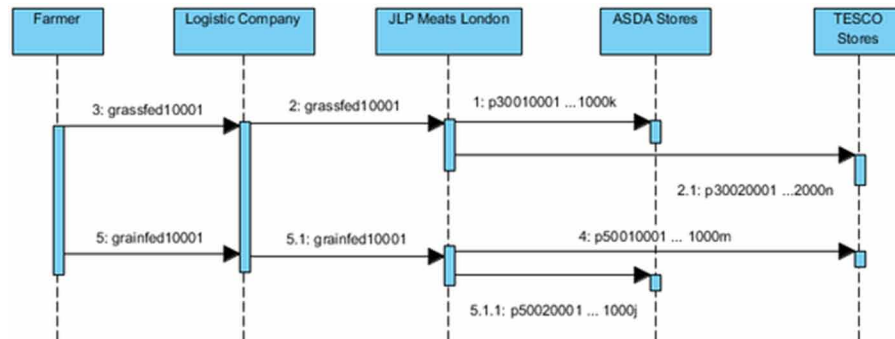 Farmer
Logistic Company
JLP Meats London
ASDA Stores
TESCO
Stores
3: grassfed10001
2: grassfed10001
1: p30010001 ...1000k
2.1: p30020001 ...2000n
5: grainfed10001
5.1: grainfed10001
4: p50010001 ... 1000m
5.1.1: p50020001 ... 1000j